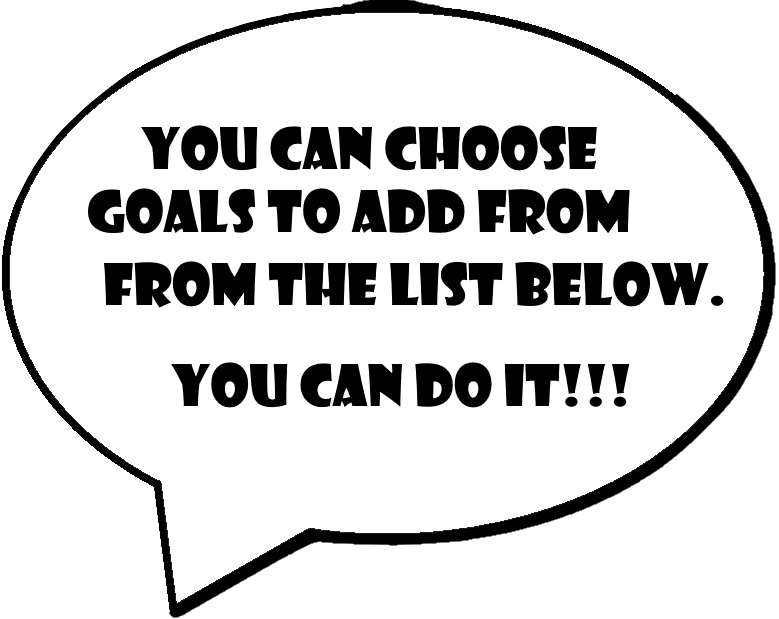 YOU CAN CHOOSE
GOALS TO ADD FROM
FROM THE LIST BELOW.
YOU CAN DO IT!!!